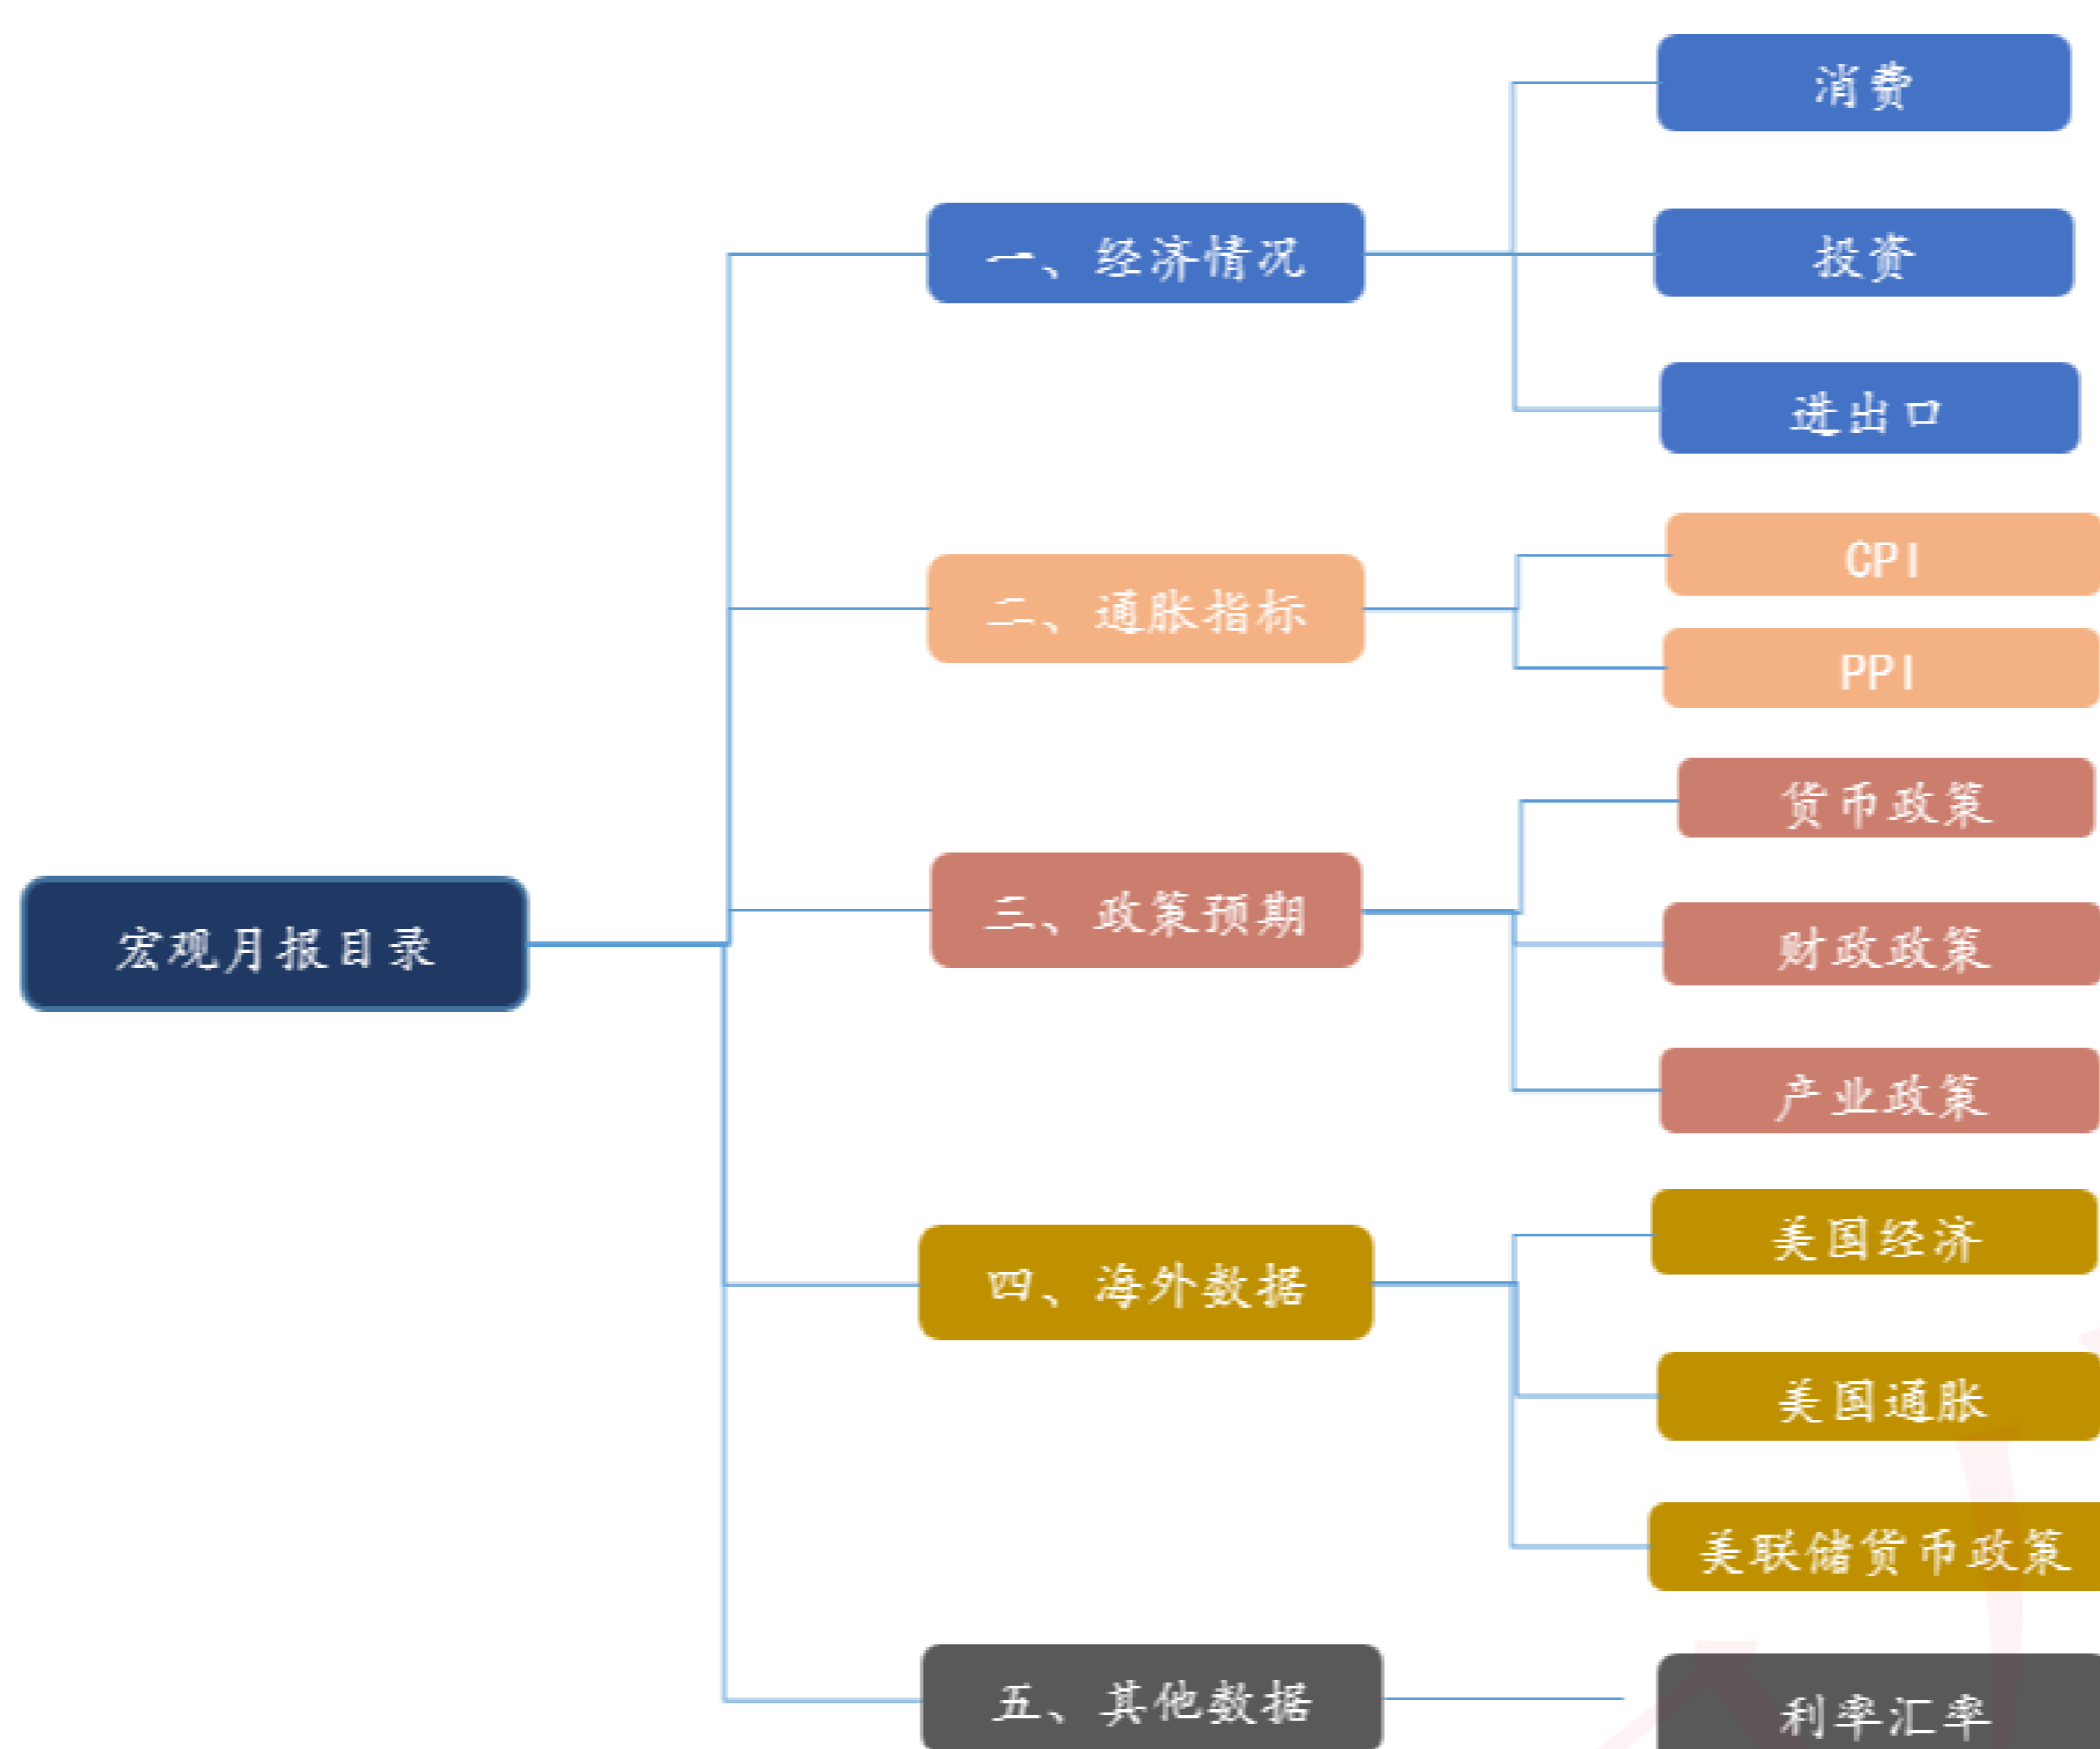 宏观月报目录
一、经济情况
消费
投资
进出口
二、通胀指标
CPI
PPI
三、政策预期
货币政策
财政政策
产业政策
四、海外数据
美国经济
美国通胀
美联储货币政策
五、其他数据
利率汇率